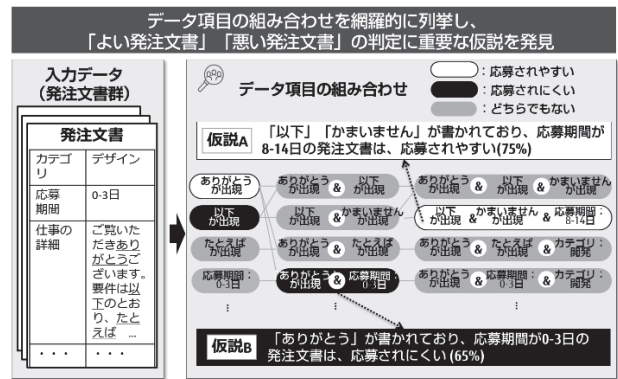 データ項目の組み合わせを網羅的に列挙し、
「よい発注文書」「悪い発注文書」の判定に重要な仮説を発見
入力データ
(発注文書群)
発注文書
カテゴ
リ
デザイン
応募
期間
0-3日
仕事の
詳細
ご覧いた
だきあり
がとうご
ざいます。
要件は以
下のとお
り、たと
えば ...
・・・
・・・
データ項目の組み合わせ
：応募されやすい
：応募されにくい
：どちらでもない
仮説A
「以下」「かまいません」が書かれており、応募期間が
8-14日の発注文書は、応募されやすい(75%)
ありがとう
が出現
ありがとう
が出現
&
以下
が出現
ありがとう
が出現
&
以下
が出現
&
かまいません
が出現
以下
が出現
以下
が出現
&
かまいません
が出現
以下
が出現
&
かまいません
が出現
&
応募期間：
8-14日
たとえば
が出現
ありがとう
が出現
&
たとえば
が出現
ありがとう
が出現
&
たとえば
が出現
&
カテゴリ：
開発
応募期間：
0-3日
ありがとう
が出現
&
応募期間：
0-3日
ありがとう
が出現
&
応募期間：
0-3日
&
カテゴリ：
開発
仮説B
「ありがとう」が書かれており、応募期間が0-3日の
発注文書は、応募されにくい (65%)